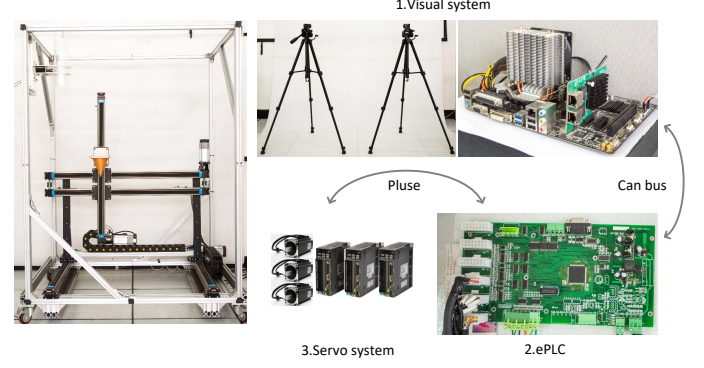 1.Visual system
Pluse
Can bus
3.Servo system
2.ePLC